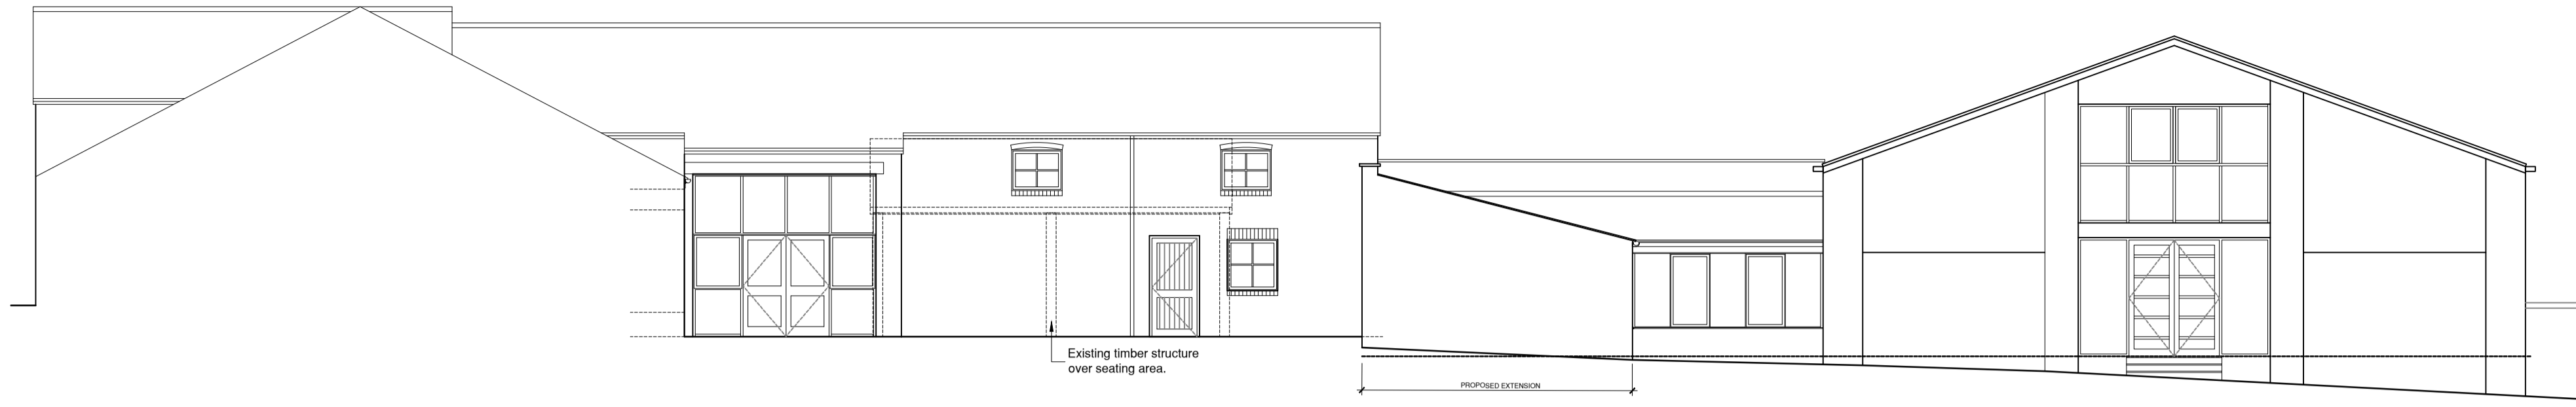 Existing timber structure
over seating area.
PROPOSED EXTENSION